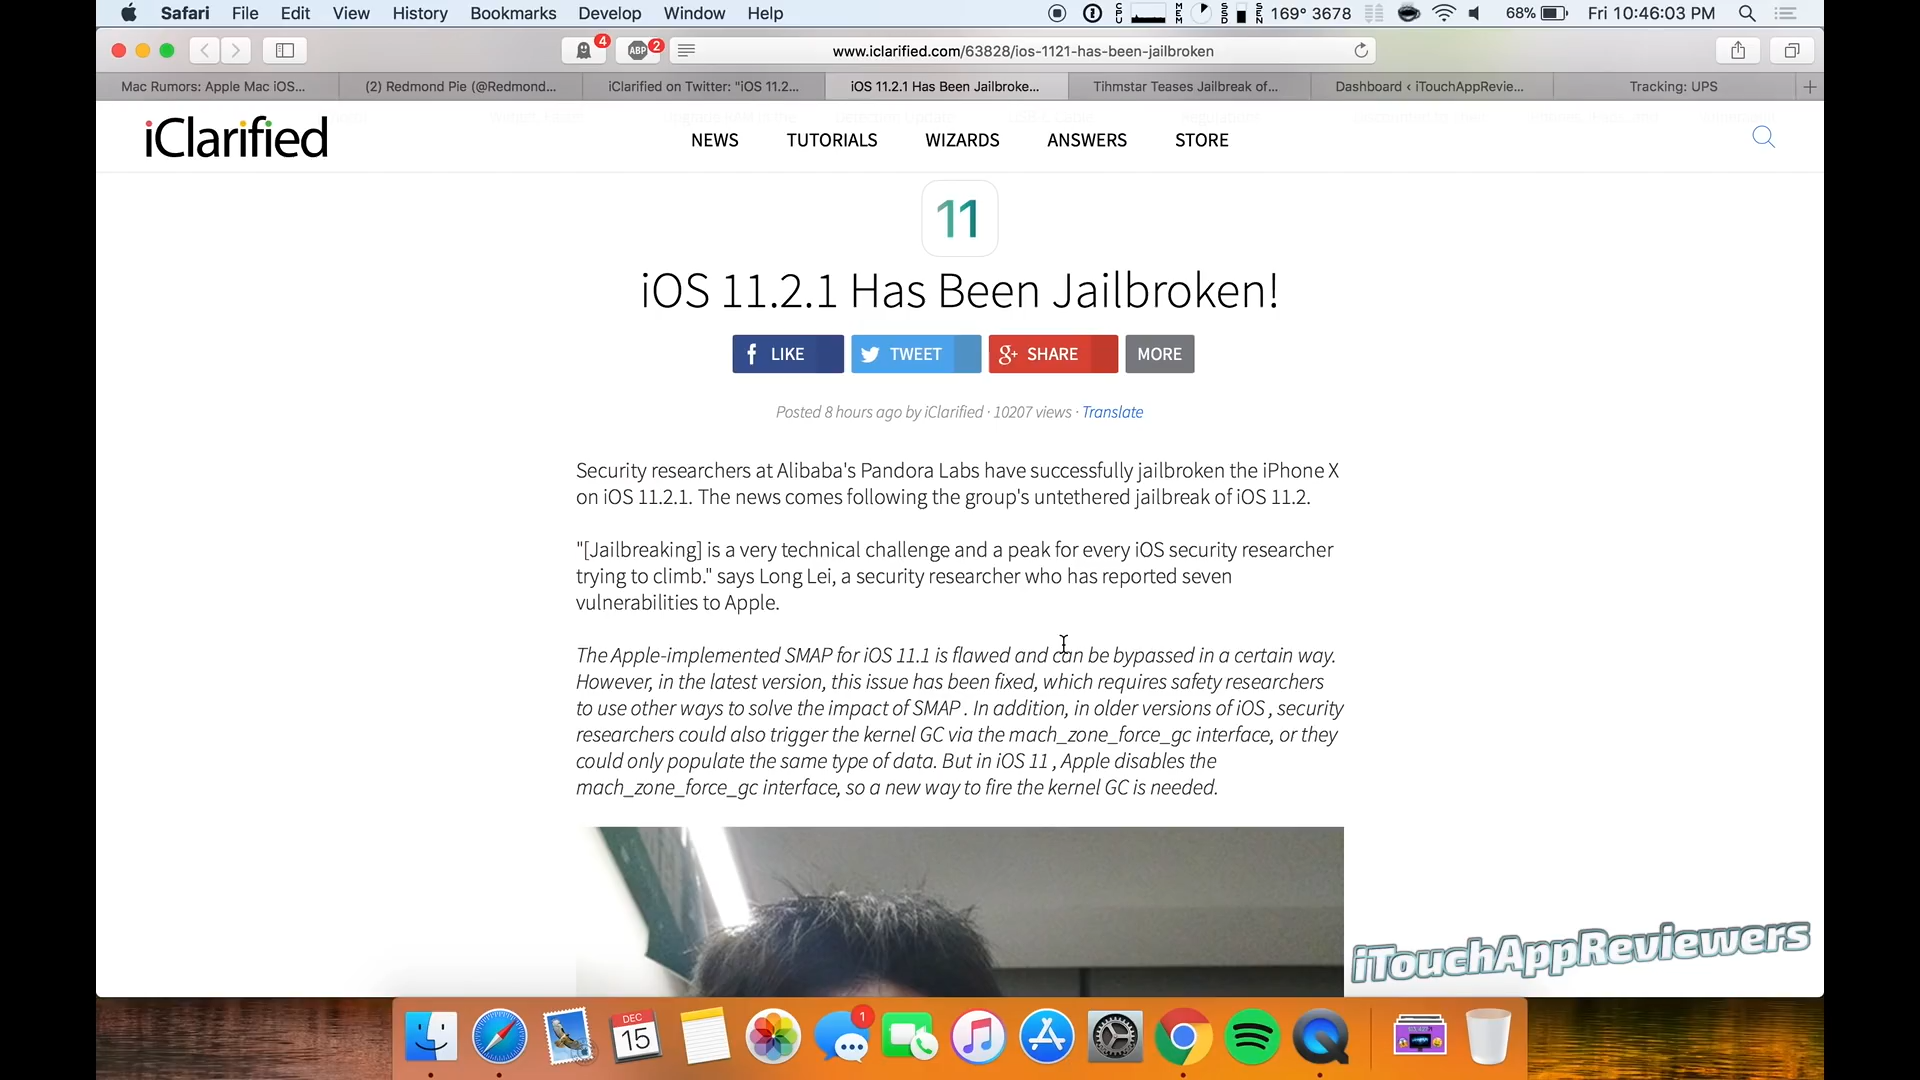 Safari File Edit View History Bookmarks Develop Window Help
CPU MEM SSD SEN 169° 3678 68% Fri 10:46:03 PM
4 ABP 2 www.iclarified.com/63828/ios-1121-has-been-jailbroken
Mac Rumors: Apple Mac iOS... (2) Redmond Pie (@Redmond... iClarified on Twitter: "iOS 11.2... iOS 11.2.1 Has Been Jailbroke... Tihmstar Teases Jailbreak of... Dashboard ‹ iTouchAppRevie... Tracking: UPS
iClarified NEWS TUTORIALS WIZARDS ANSWERS STORE
11
iOS 11.2.1 Has Been Jailbroken!
f LIKE TWEET g+ SHARE MORE
Posted 8 hours ago by iClarified · 10207 views · Translate
Security researchers at Alibaba's Pandora Labs have successfully jailbroken the iPhone X
on iOS 11.2.1. The news comes following the group's untethered jailbreak of iOS 11.2.
"[Jailbreaking] is a very technical challenge and a peak for every iOS security researcher
trying to climb." says Long Lei, a security researcher who has reported seven
vulnerabilities to Apple.
The Apple-implemented SMAP for iOS 11.1 is flawed and can be bypassed in a certain way.
However, in the latest version, this issue has been fixed, which requires safety researchers
to use other ways to solve the impact of SMAP . In addition, in older versions of iOS , security
researchers could also trigger the kernel GC via the mach_zone_force_gc interface, or they
could only populate the same type of data. But in iOS 11 , Apple disables the
mach_zone_force_gc interface, so a new way to fire the kernel GC is needed.
iTouchAppReviewers
DEC
15
1